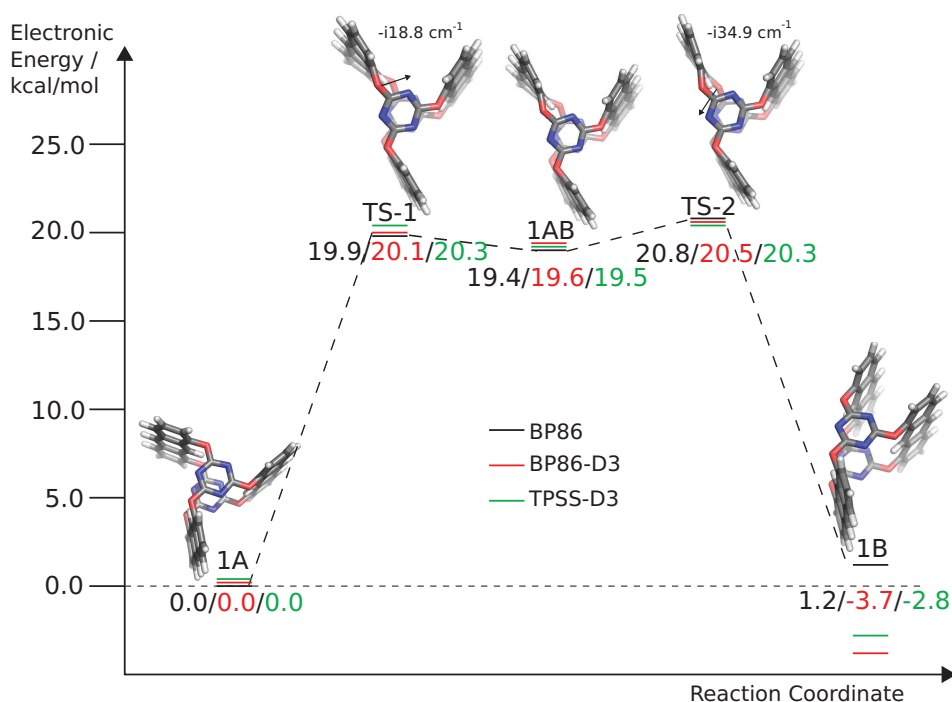 Electronic
Energy /
kcal/mol
-i18.8 cm⁻¹
-i34.9 cm⁻¹
25.0
20.0
15.0
10.0
5.0
0.0
TS-1
19.9/20.1/20.3
1AB
19.4/19.6/19.5
TS-2
20.8/20.5/20.3
BP86
BP86-D3
TPSS-D3
1A
0.0/0.0/0.0
1B
1.2/-3.7/-2.8
Reaction Coordinate